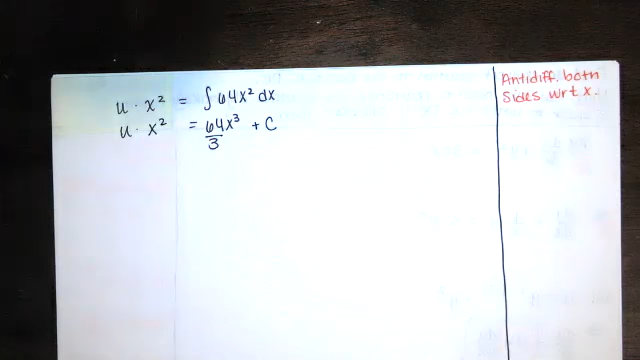 u · x² = ∫ 64x² dx
u · x² = 64x³/3 + C
Antidiff. both
Sides wrt x.